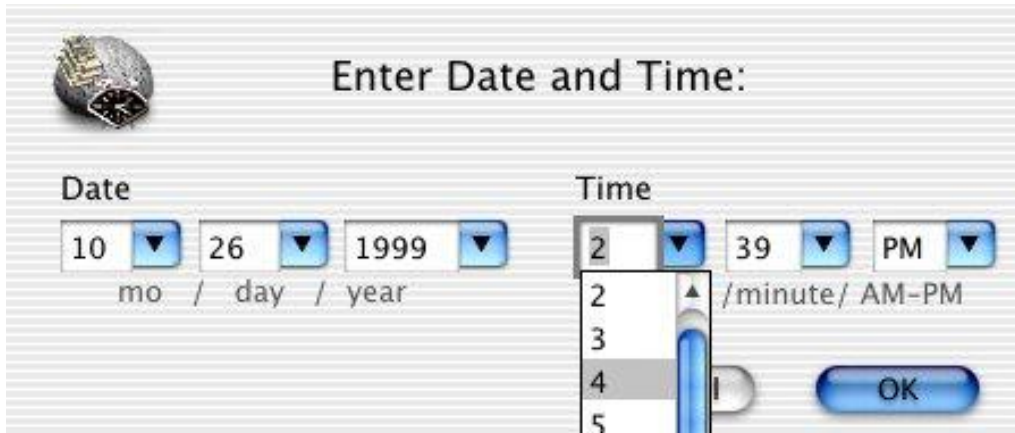 Enter Date and Time:
Date
Time
10 26 1999
2 39 PM
mo / day / year
/minute/ AM-PM
2
3
4
5
OK